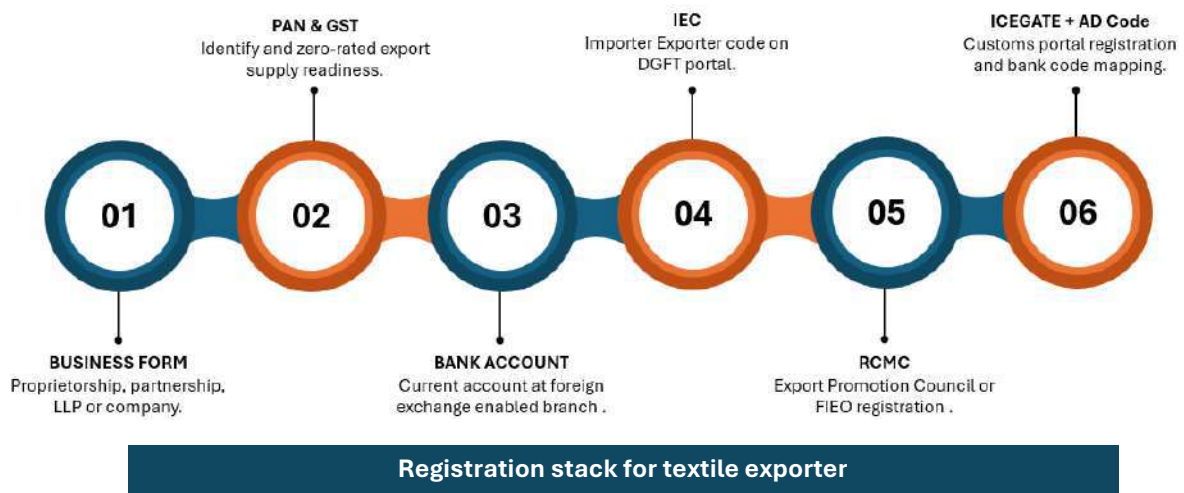 PAN & GST
Identify and zero-rated export
supply readiness.
IEC
Importer Exporter code on
DGFT portal.
ICEGATE + AD Code
Customs portal registration
and bank code mapping.
01
02
03
04
05
06
BUSINESS FORM
Proprietorship, partnership,
LLP or company.
BANK ACCOUNT
Current account at foreign
exchange enabled branch .
RCMC
Export Promotion Council or
FIEO registration .
Registration stack for textile exporter